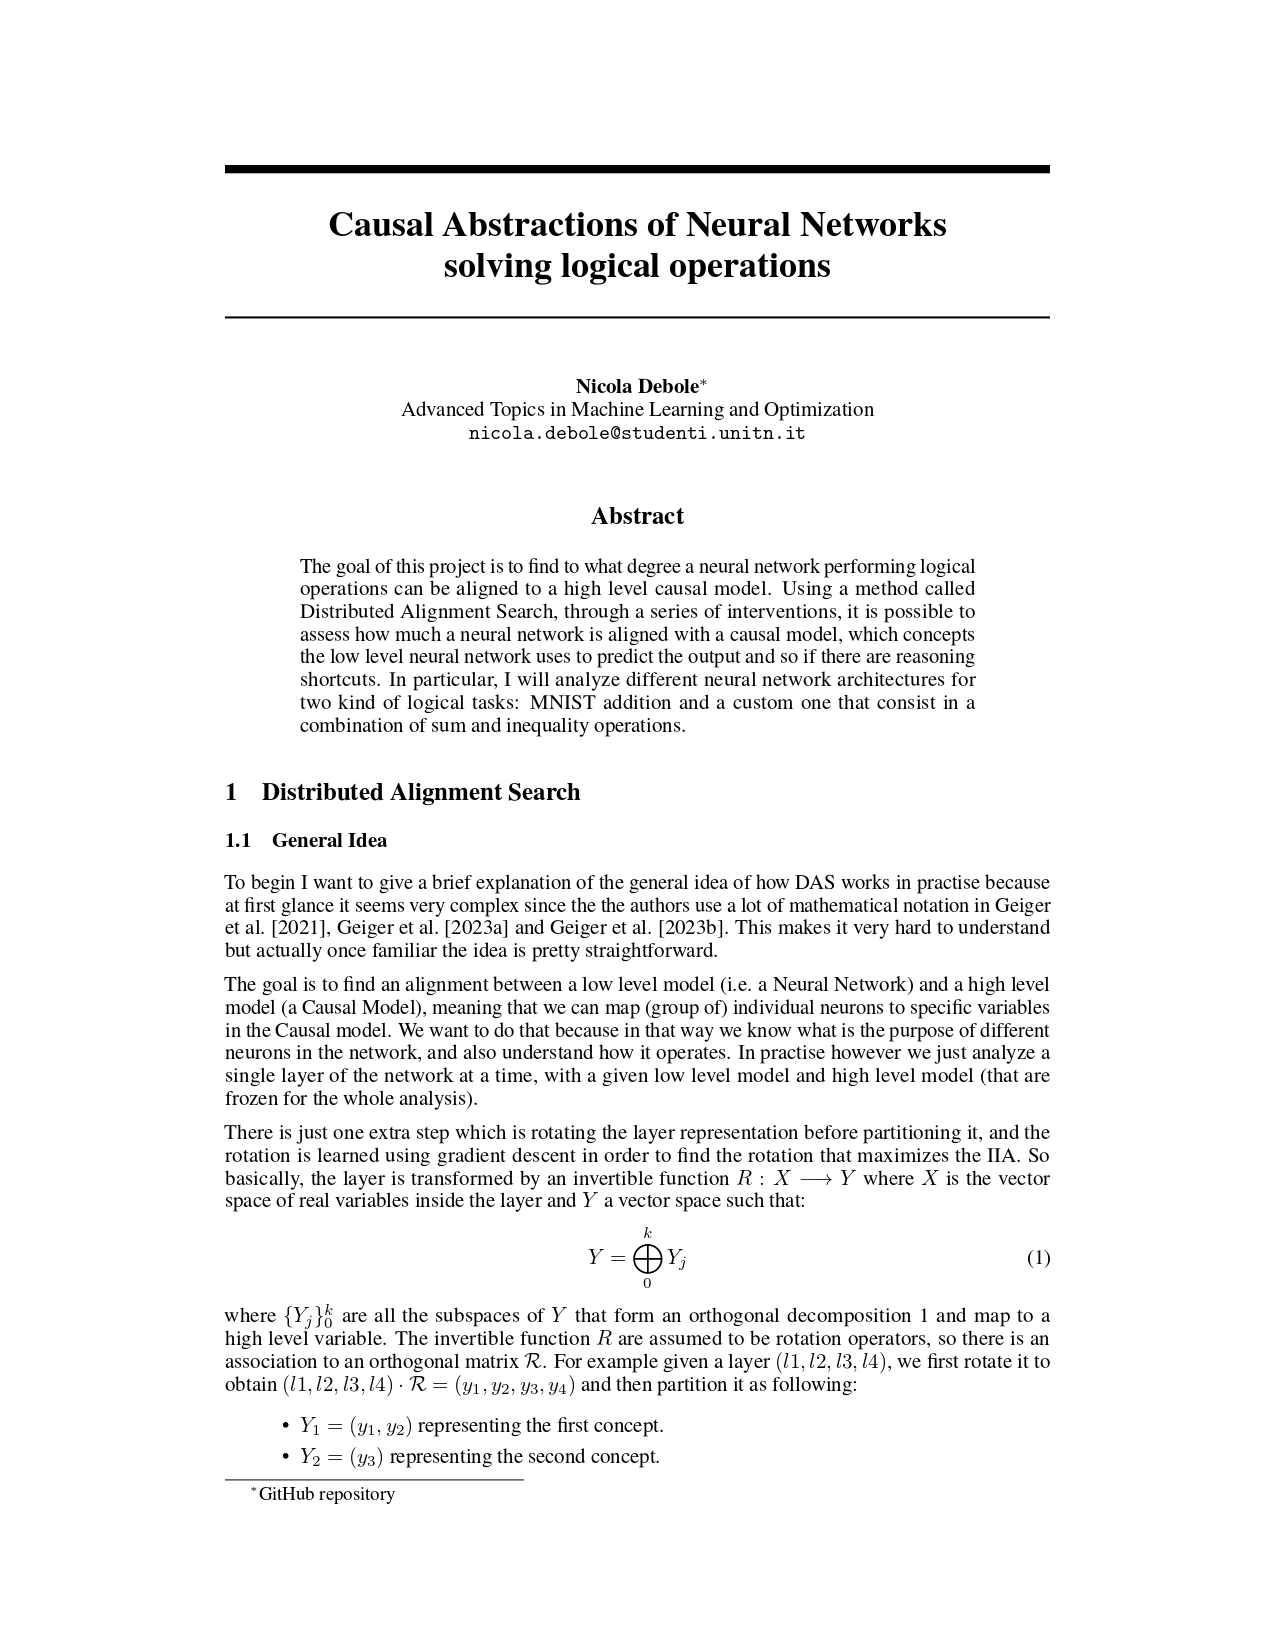 Causal Abstractions of Neural Networks
solving logical operations
Nicola Debole*
Advanced Topics in Machine Learning and Optimization
nicola.debole@studenti.unitn.it
Abstract
The goal of this project is to find to what degree a neural network performing logical
operations can be aligned to a high level causal model. Using a method called
Distributed Alignment Search, through a series of interventions, it is possible to
assess how much a neural network is aligned with a causal model, which concepts
the low level neural network uses to predict the output and so if there are reasoning
shortcuts. In particular, I will analyze different neural network architectures for
two kind of logical tasks: MNIST addition and a custom one that consist in a
combination of sum and inequality operations.
1 Distributed Alignment Search
1.1 General Idea
To begin I want to give a brief explanation of the general idea of how DAS works in practise because
at first glance it seems very complex since the the authors use a lot of mathematical notation in Geiger
et al. [2021], Geiger et al. [2023a] and Geiger et al. [2023b]. This makes it very hard to understand
but actually once familiar the idea is pretty straightforward.
The goal is to find an alignment between a low level model (i.e. a Neural Network) and a high level
model (a Causal Model), meaning that we can map (group of) individual neurons to specific variables
in the Causal model. We want to do that because in that way we know what is the purpose of different
neurons in the network, and also understand how it operates. In practise however we just analyze a
single layer of the network at a time, with a given low level model and high level model (that are
frozen for the whole analysis).
There is just one extra step which is rotating the layer representation before partitioning it, and the
rotation is learned using gradient descent in order to find the rotation that maximizes the IIA. So
basically, the layer is transformed by an invertible function R : X ⟶ Y where X is the vector
space of real variables inside the layer and Y a vector space such that:
Y = ⨁_0^k Y_j (1)
where {Y_j}_0^k are all the subspaces of Y that form an orthogonal decomposition 1 and map to a
high level variable. The invertible function R are assumed to be rotation operators, so there is an
association to an orthogonal matrix ℛ. For example given a layer (l1, l2, l3, l4), we first rotate it to
obtain (l1, l2, l3, l4) · ℛ = (y₁, y₂, y₃, y₄) and then partition it as following:
• Y₁ = (y₁, y₂) representing the first concept.
• Y₂ = (y₃) representing the second concept.
*GitHub repository